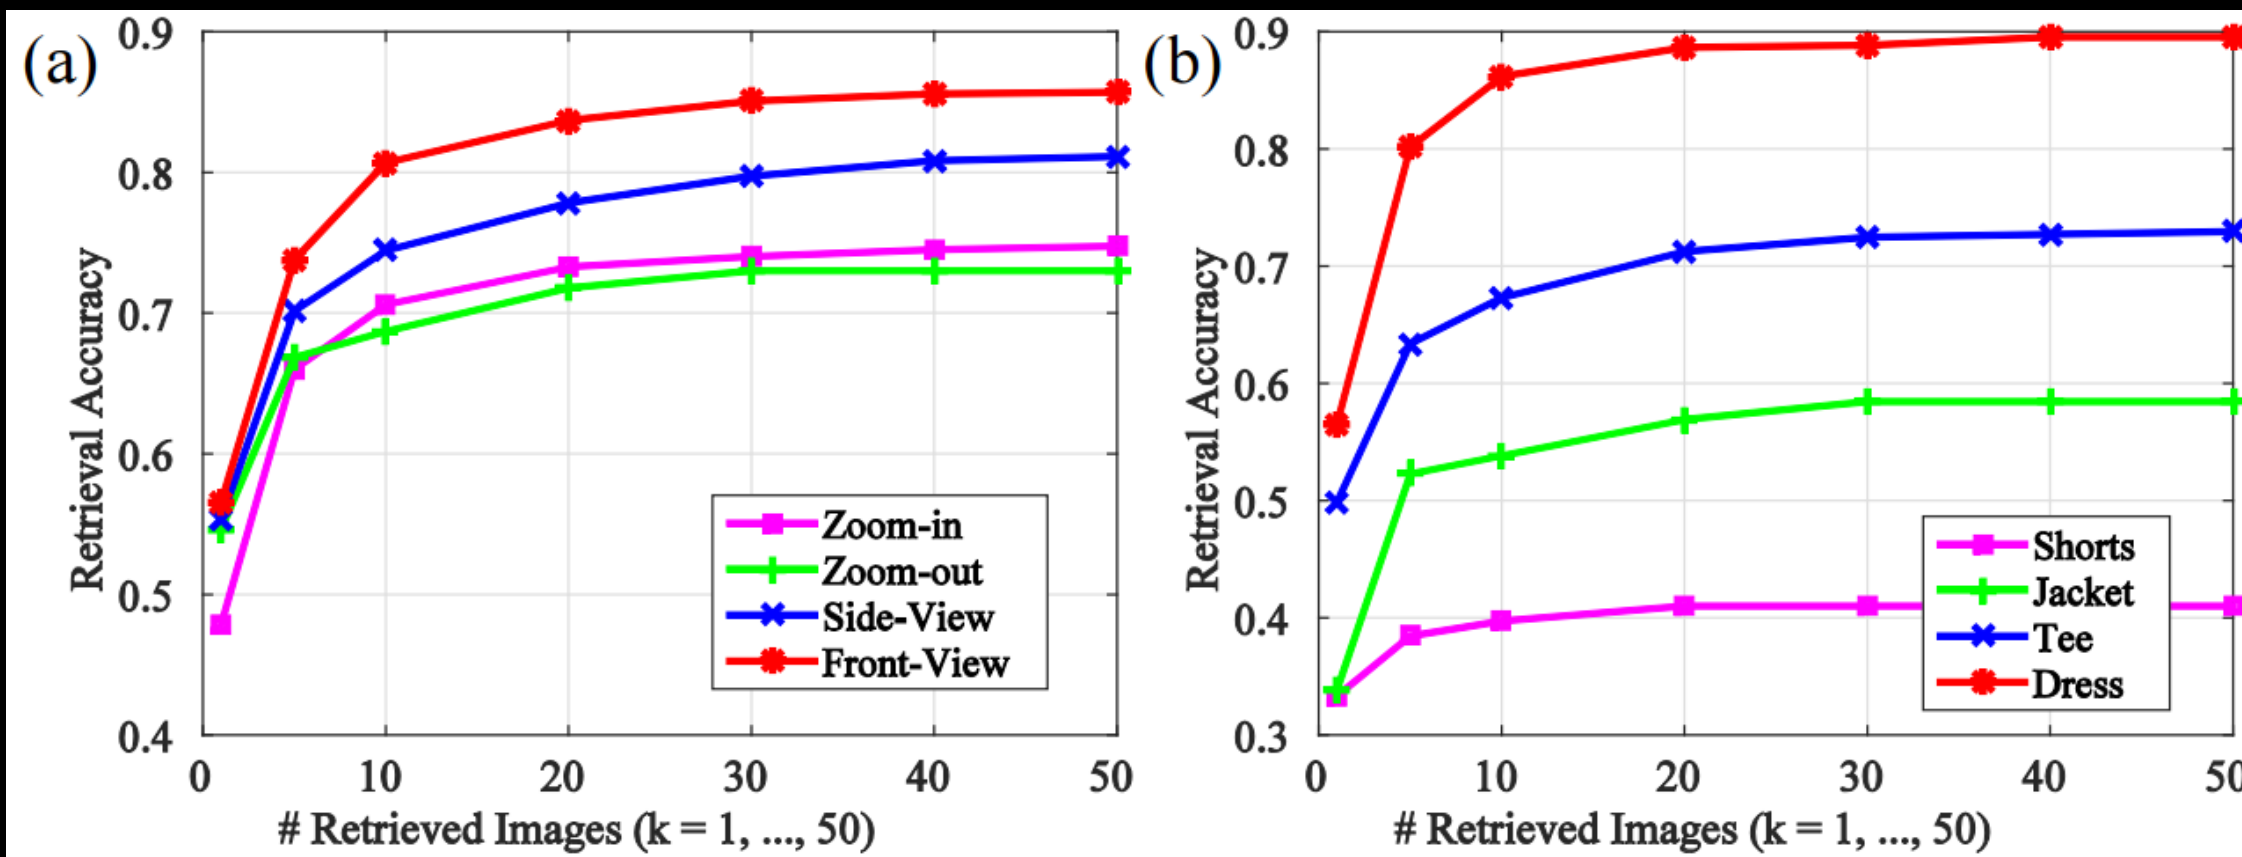 (a)
0.9
0.8
0.7
0.6
0.5
0.4
Retrieval Accuracy
0 10 20 30 40 50
# Retrieved Images (k = 1, ..., 50)
Zoom-in
Zoom-out
Side-View
Front-View
(b)
0.9
0.8
0.7
0.6
0.5
0.4
0.3
Retrieval Accuracy
0 10 20 30 40 50
# Retrieved Images (k = 1, ..., 50)
Shorts
Jacket
Tee
Dress